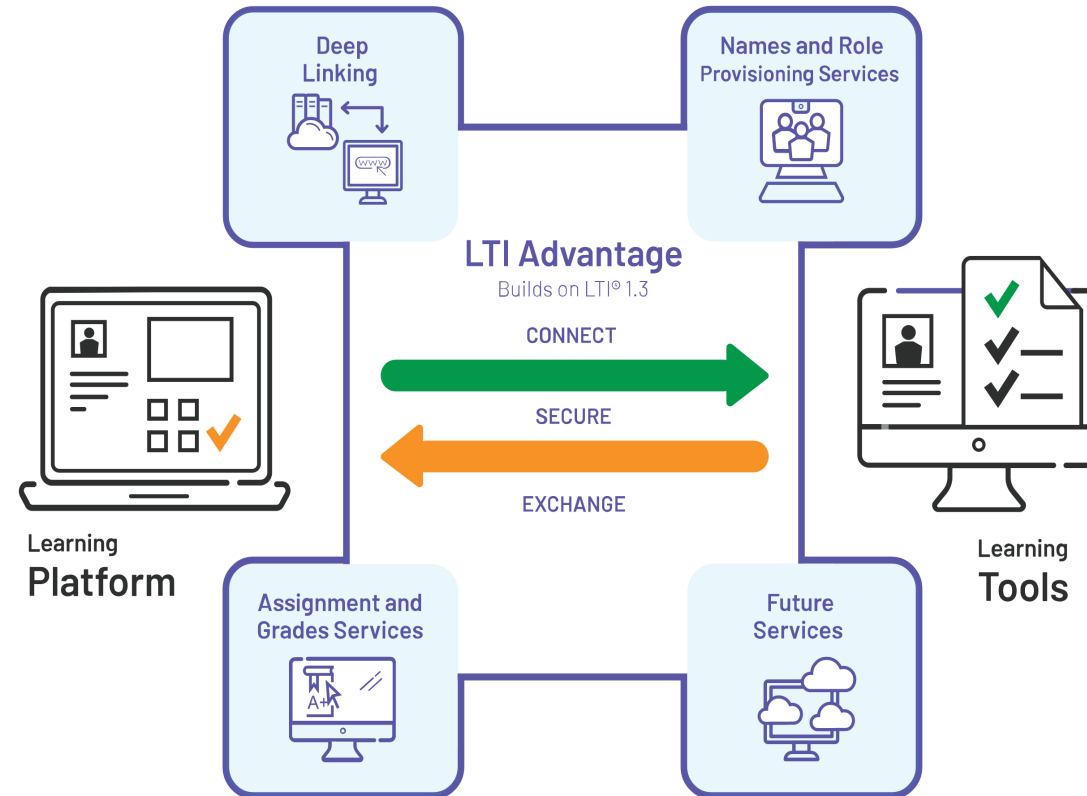 Deep
Linking
www
Names and Role
Provisioning Services
LTI Advantage
Builds on LTI® 1.3
CONNECT
SECURE
EXCHANGE
Learning
Platform
Learning
Tools
Assignment and
Grades Services
A+
Future
Services